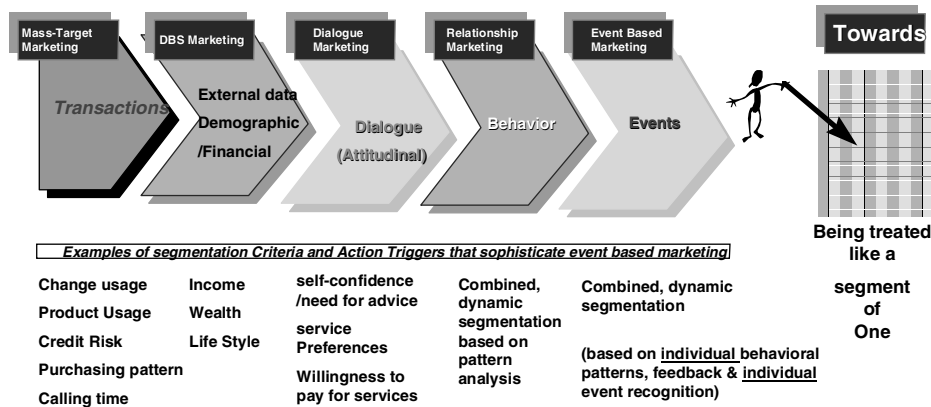 Mass-Target
Marketing
DBS Marketing
Dialogue
Marketing
Relationship
Marketing
Event Based
Marketing
Towards
Transactions
External data
Demographic
/Financial
Dialogue
(Attitudinal)
Behavior
Events
Being treated
like a
segment
of
One
Examples of segmentation Criteria and Action Triggers that sophisticate event based marketing
Change usage
Product Usage
Credit Risk
Purchasing pattern
Calling time
Income
Wealth
Life Style
self-confidence
/need for advice
service
Preferences
Willingness to
pay for services
Combined,
dynamic
segmentation
based on
pattern
analysis
Combined, dynamic
segmentation
(based on individual behavioral
patterns, feedback & individual
event recognition)